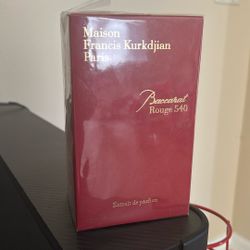 Maison
Francis Kurkdjian
Paris
Baccarat
Rouge 540
Extrait de parfum